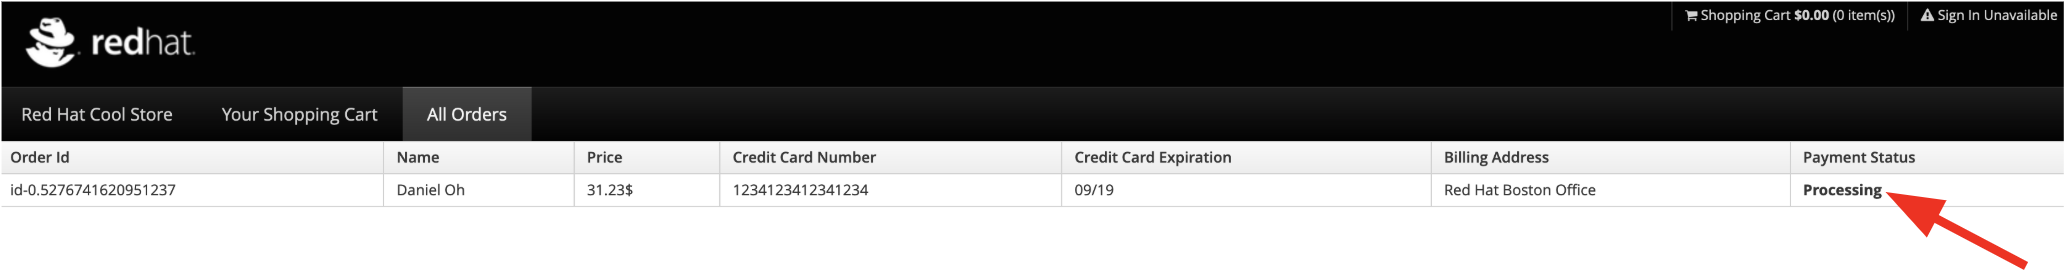 Shopping Cart $0.00 (0 item(s)) Sign In Unavailable
redhat.
Red Hat Cool Store Your Shopping Cart All Orders
Order Id Name Price Credit Card Number Credit Card Expiration Billing Address Payment Status
id-0.5276741620951237 Daniel Oh 31.23$ 1234123412341234 09/19 Red Hat Boston Office Processing